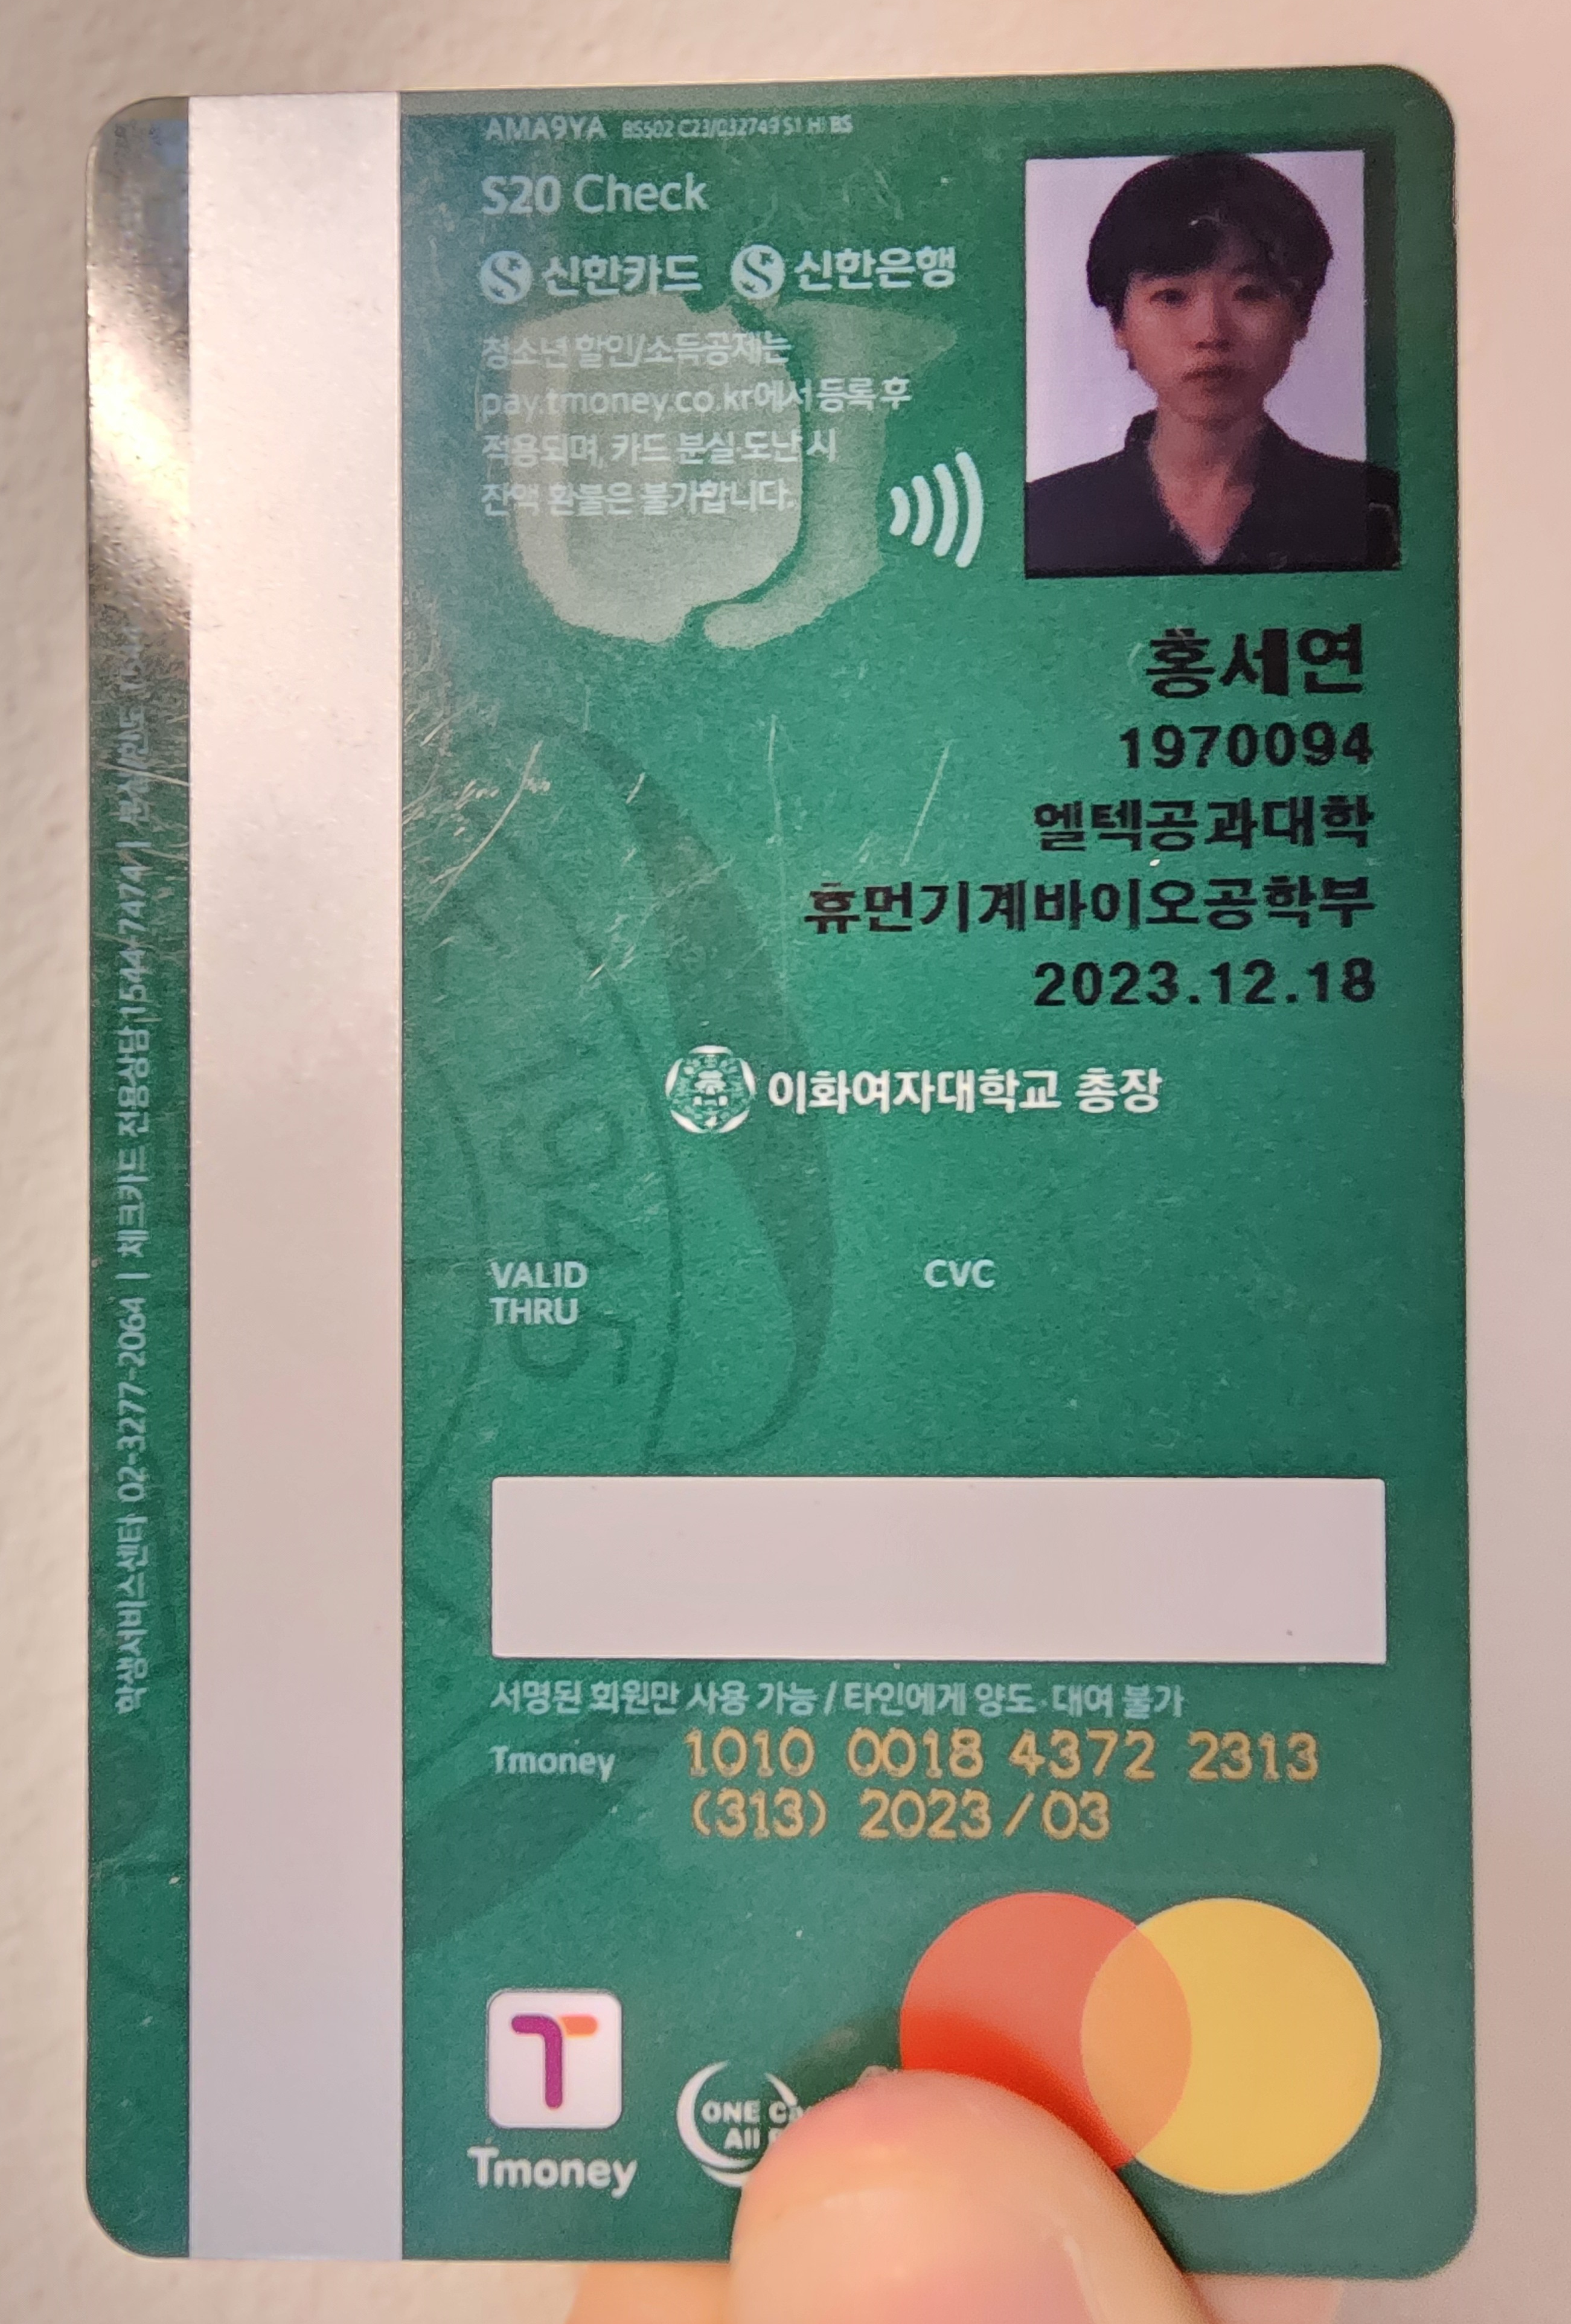 AMA9YA BS502 C23/032749 S1 Hi BS
S20 Check
신한카드 신한은행
청소년 할인/소득공제는
pay.tmoney.co.kr에서 등록 후
적용되며, 카드 분실·도난 시
잔액 환불은 불가합니다.
홍세연
1970094
엘텍공과대학
휴먼기계바이오공학부
2023.12.18
이화여자대학교 총장
VALID
THRU
CVC
서명된 회원만 사용 가능 / 타인에게 양도·대여 불가
Tmoney 1010 0018 4372 2313
(313) 2023/03
Tmoney
ONE
All
학생서비스센터 02-3277-2064 | 체크카드 전용상담 1544-7474 |